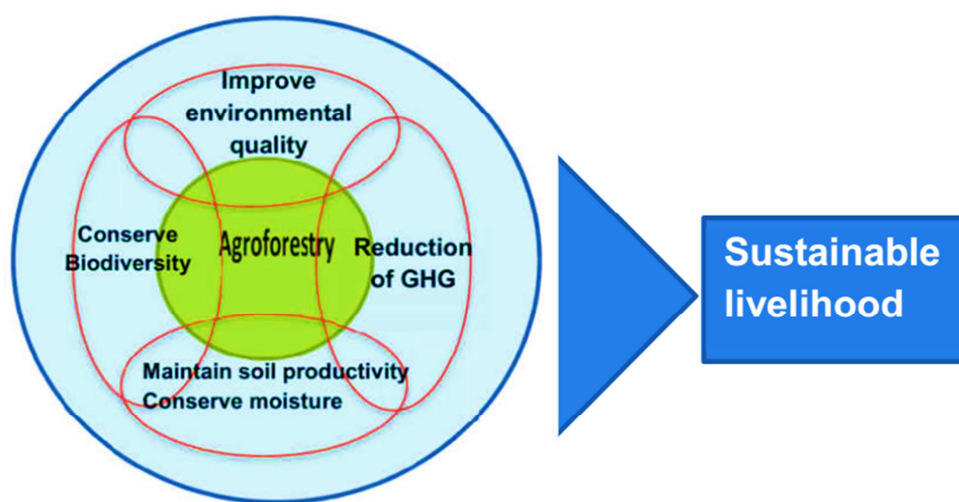 Improve
environmental
quality
Conserve
Biodiversity
Agroforestry
Reduction
of GHG
Maintain soil productivity
Conserve moisture
Sustainable
livelihood